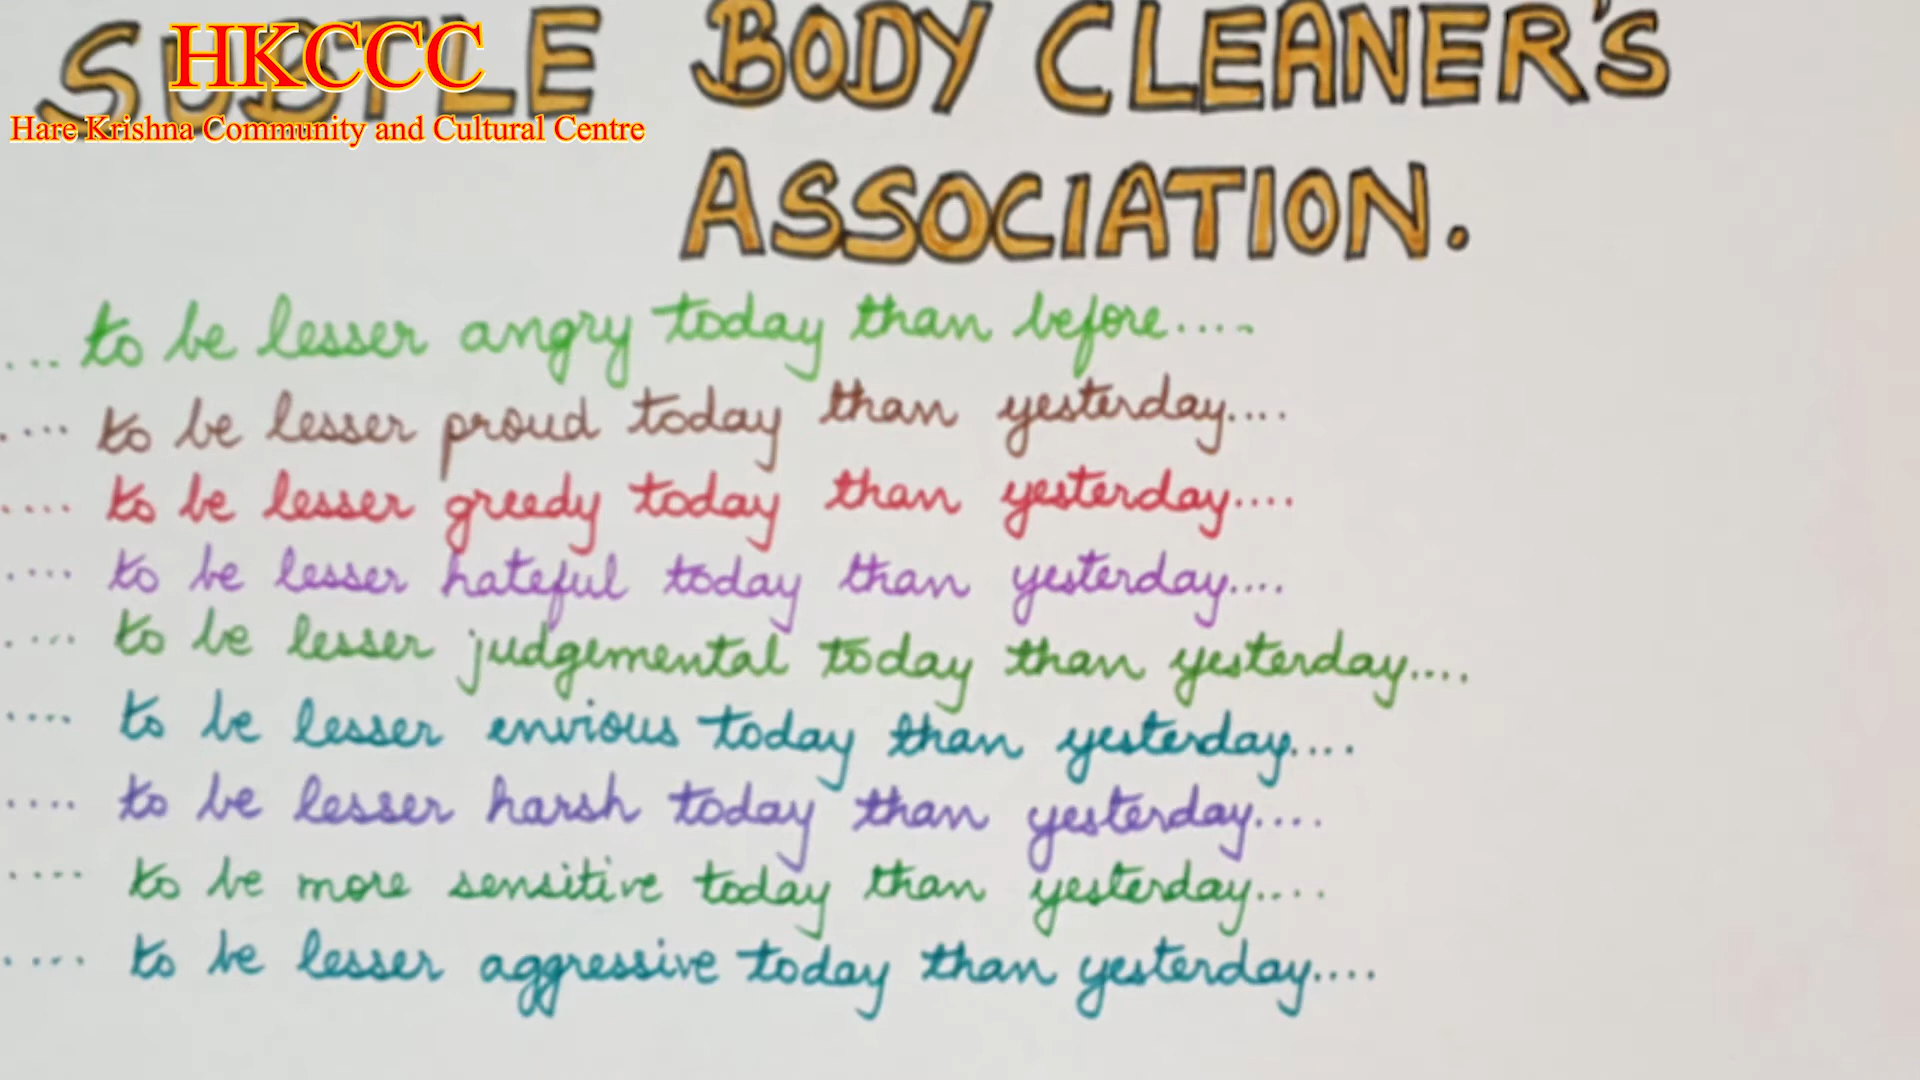 SUBTLE BODY CLEANER'S
HKCCC
Hare Krishna Community and Cultural Centre
ASSOCIATION.
.... to be lesser angry today than before....
.... to be lesser proud today than yesterday....
.... to be lesser greedy today than yesterday....
.... to be lesser hateful today than yesterday....
.... to be lesser judgemental today than yesterday....
.... to be lesser envious today than yesterday....
.... to be lesser harsh today than yesterday....
.... to be more sensitive today than yesterday....
.... to be lesser aggressive today than yesterday....